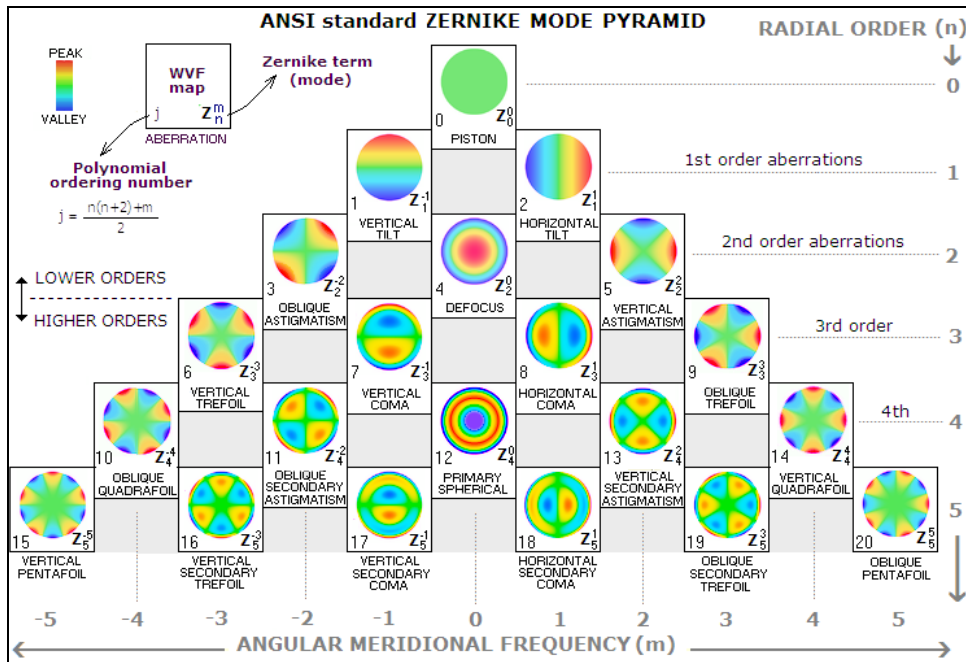 ANSI standard ZERNIKE MODE PYRAMID
RADIAL ORDER (n)
PEAK
VALLEY
WVF
map
j Z m n
ABERRATION
Zernike term
(mode)
Polynomial
ordering number
j = n(n+2)+m
2
0 Z 0 0
PISTON
0
1 Z -1 1
VERTICAL
TILT
2 Z 1 1
HORIZONTAL
TILT
1st order aberrations
1
3 Z -2 2
OBLIQUE
ASTIGMATISM
4 Z 0 2
DEFOCUS
5 Z 2 2
VERTICAL
ASTIGMATISM
2nd order aberrations
2
LOWER ORDERS
HIGHER ORDERS
6 Z -3 3
VERTICAL
TREFOIL
7 Z -1 3
VERTICAL
COMA
8 Z 1 3
HORIZONTAL
COMA
9 Z 3 3
OBLIQUE
TREFOIL
3rd order
3
10 Z -4 4
OBLIQUE
QUADRAFOIL
11 Z -2 4
OBLIQUE
SECONDARY
ASTIGMATISM
12 Z 0 4
PRIMARY
SPHERICAL
13 Z 2 4
VERTICAL
SECONDARY
ASTIGMATISM
14 Z 4 4
VERTICAL
QUADRAFOIL
4th
4
15 Z -5 5
VERTICAL
PENTAFOIL
16 Z -3 5
VERTICAL
SECONDARY
TREFOIL
17 Z -1 5
VERTICAL
SECONDARY
COMA
18 Z 1 5
HORIZONTAL
SECONDARY
COMA
19 Z 3 5
OBLIQUE
SECONDARY
TREFOIL
20 Z 5 5
OBLIQUE
PENTAFOIL
5
-5 -4 -3 -2 -1 0 1 2 3 4 5
ANGULAR MERIDIONAL FREQUENCY (m)